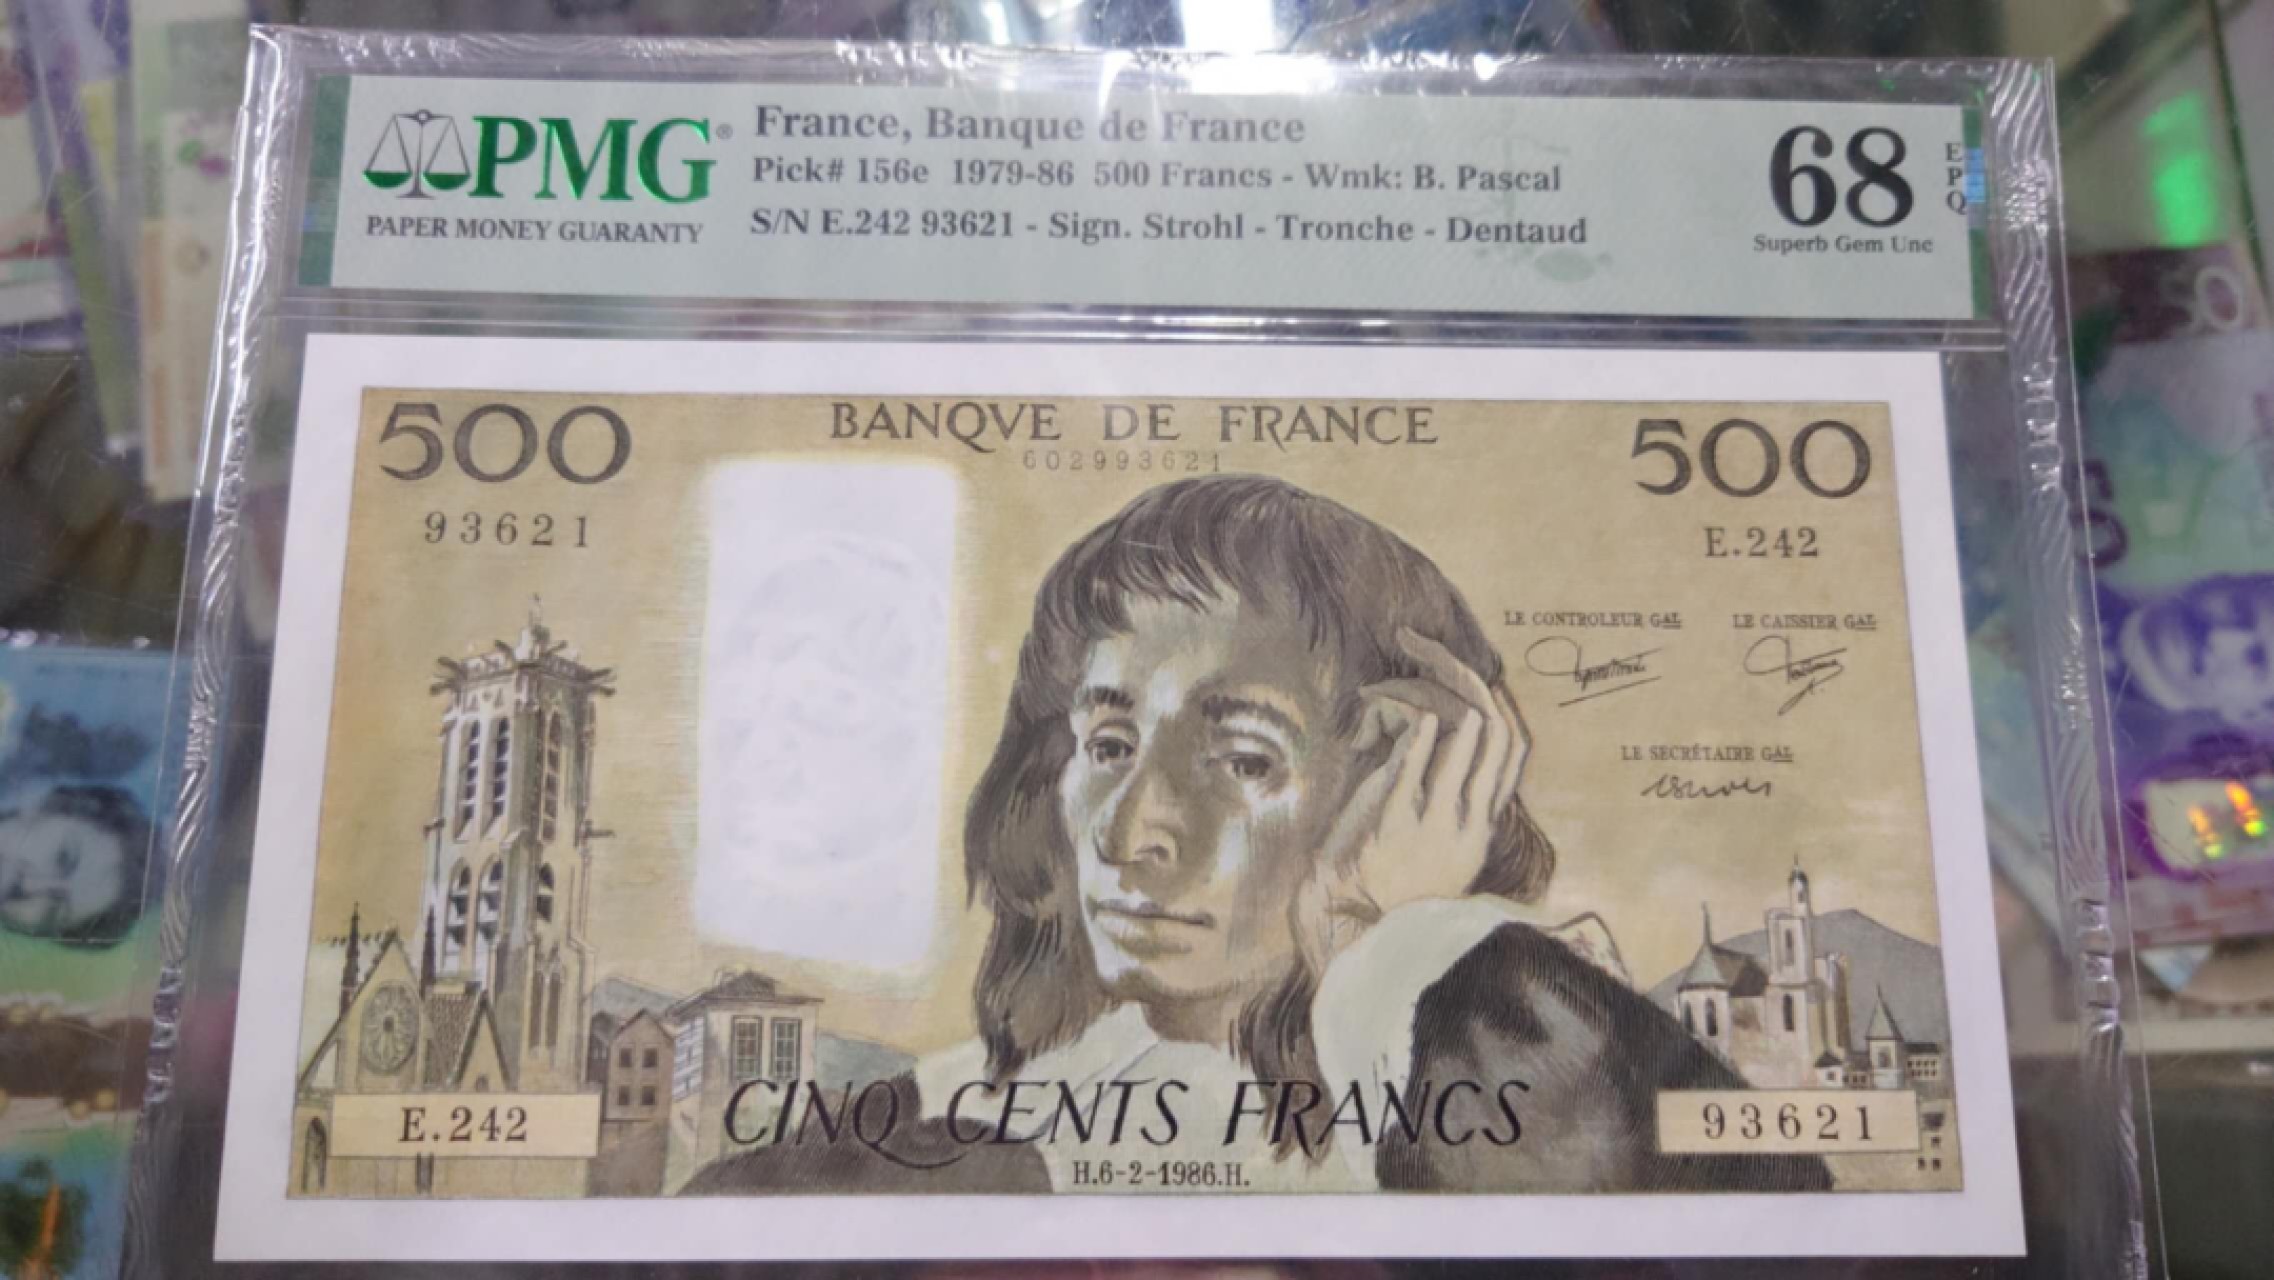 PMG®
PAPER MONEY GUARANTY
France, Banque de France
Pick# 156e 1979-86 500 Francs - Wmk: B. Pascal
S/N E.242 93621 - Sign. Strohl - Tronche - Dentaud
68
EPQ
Superb Gem Unc
500
BANQVE DE FRANCE
500
602993621
93621
E.242
LE CONTROLEUR GAL
LE CAISSIER GAL
LE SECRÉTAIRE GAL
E.242
CINQ CENTS FRANCS
93621
H.6-2-1986.H.
50